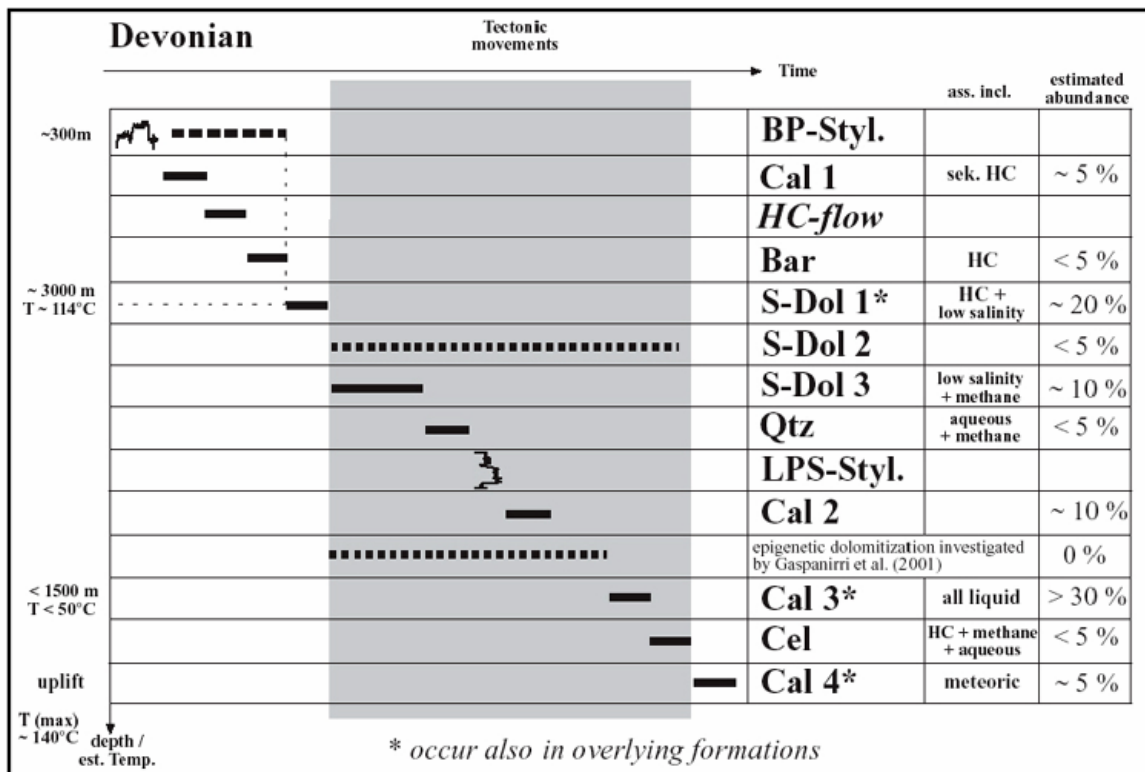 Devonian
Tectonic
movements
Time
ass. incl.
estimated
abundance
~300m
BP-Styl.
Cal 1
sek. HC
~ 5 %
HC-flow
Bar
HC
< 5 %
~ 3000 m
T ~ 114°C
S-Dol 1*
HC +
low salinity
~ 20 %
S-Dol 2
< 5 %
S-Dol 3
low salinity
+ methane
~ 10 %
Qtz
aqueous
+ methane
< 5 %
LPS-Styl.
Cal 2
~ 10 %
epigenetic dolomitization investigated
by Gaspanirri et al. (2001)
0 %
< 1500 m
T < 50°C
Cal 3*
all liquid
> 30 %
Cel
HC + methane
+ aqueous
< 5 %
uplift
Cal 4*
meteoric
~ 5 %
T (max)
~ 140°C
depth /
est. Temp.
* occur also in overlying formations